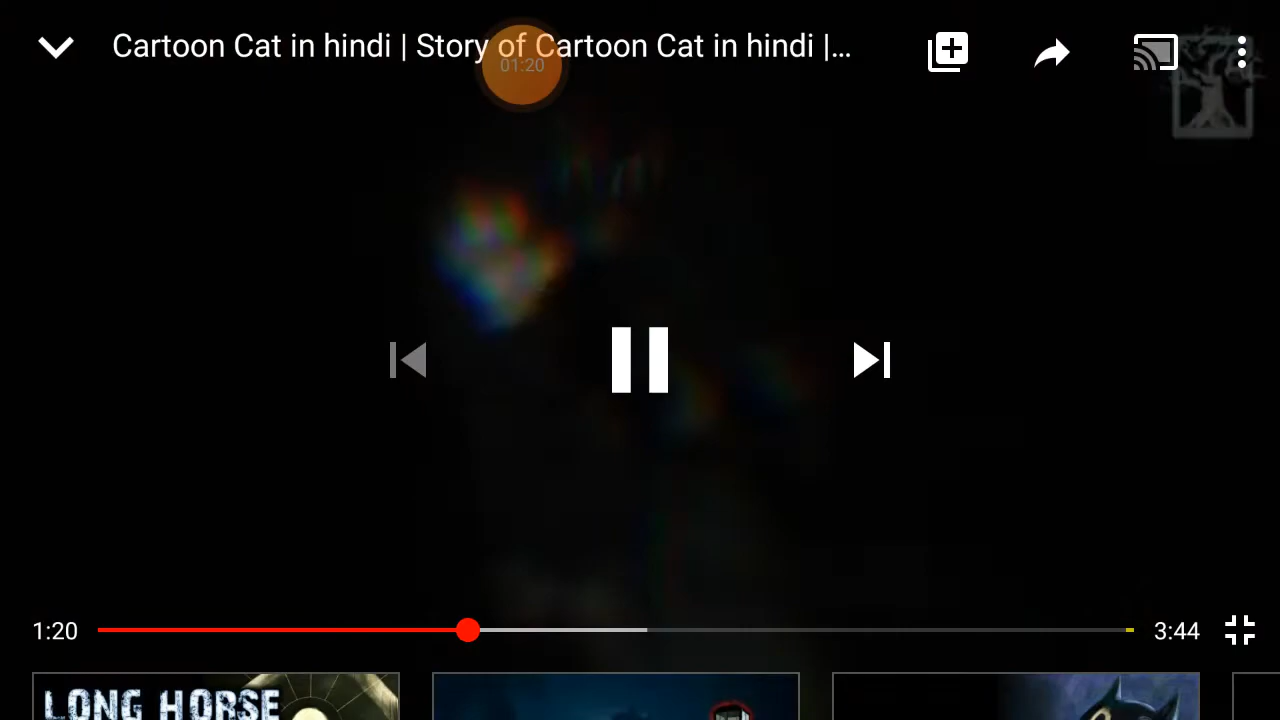 Cartoon Cat in hindi | Story of Cartoon Cat in hindi |...
01:20
1:20
3:44
LONG HORSE